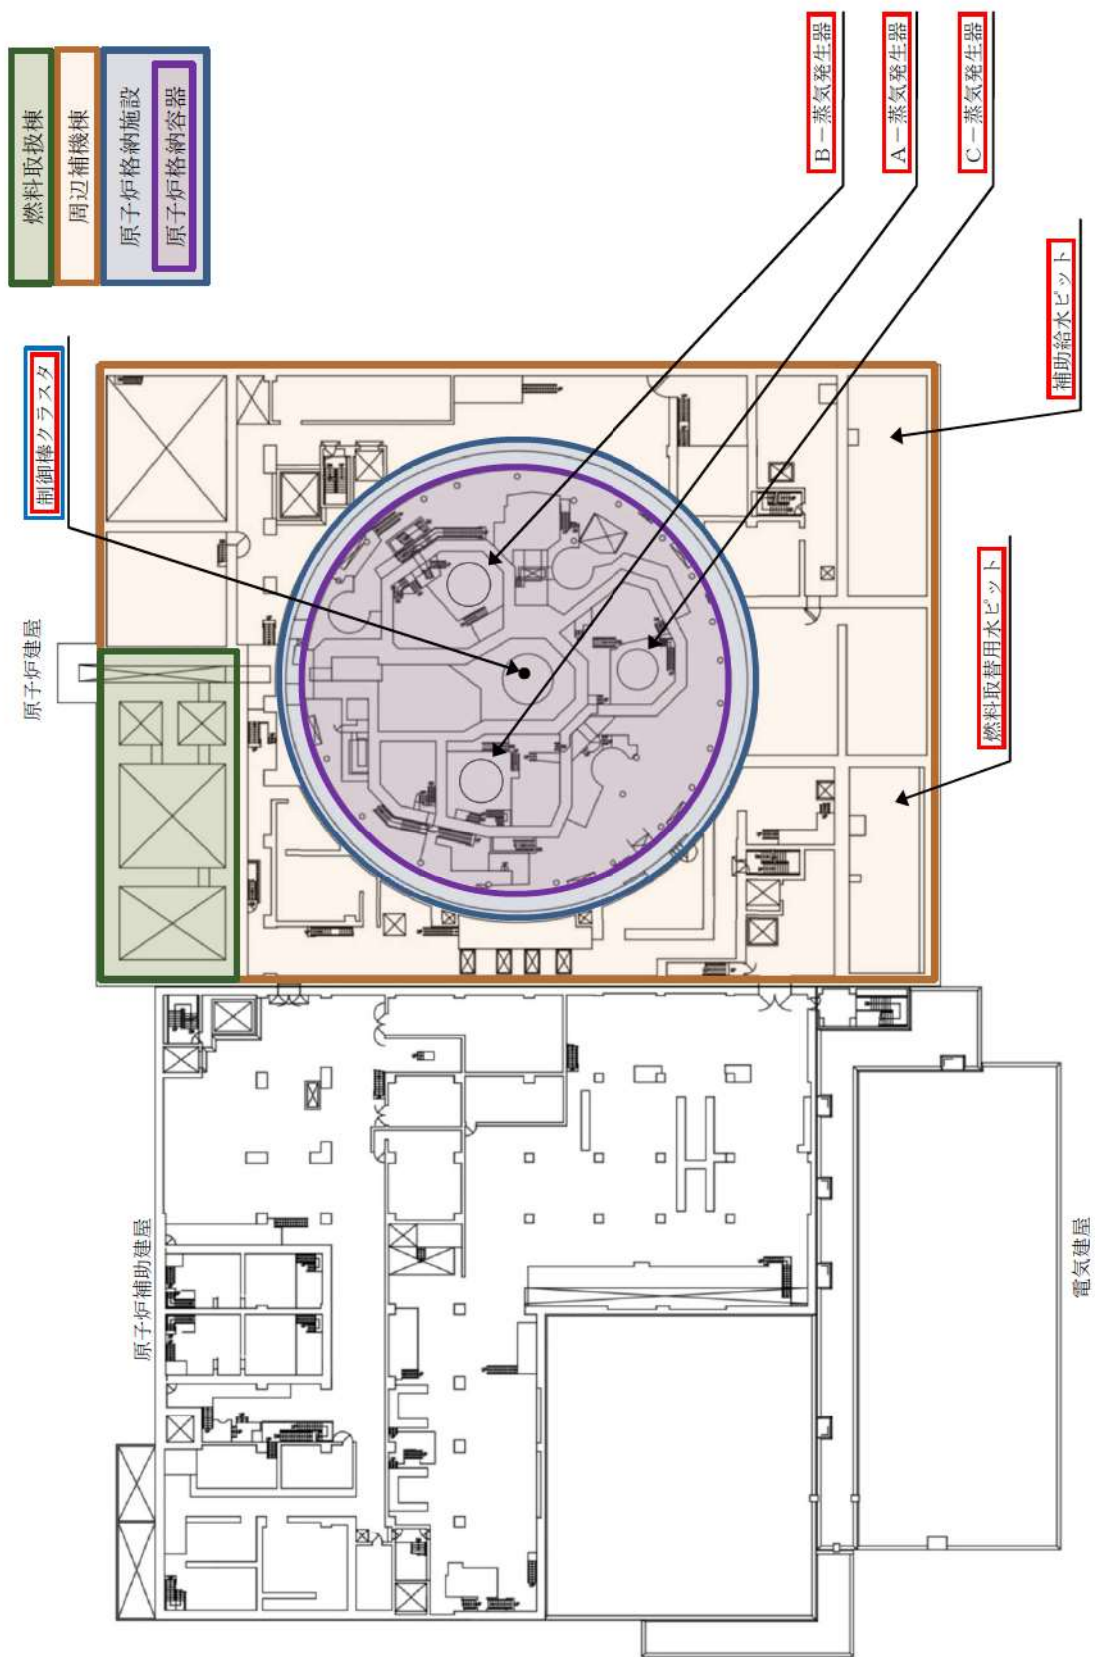 燃料取扱棟
周辺補機棟
原子炉格納施設
原子炉格納容器
制御棒クラスタ
原子炉建屋
B－蒸気発生器
A－蒸気発生器
C－蒸気発生器
補助給水ピット
燃料取替用水ピット
原子炉補助建屋
電気建屋